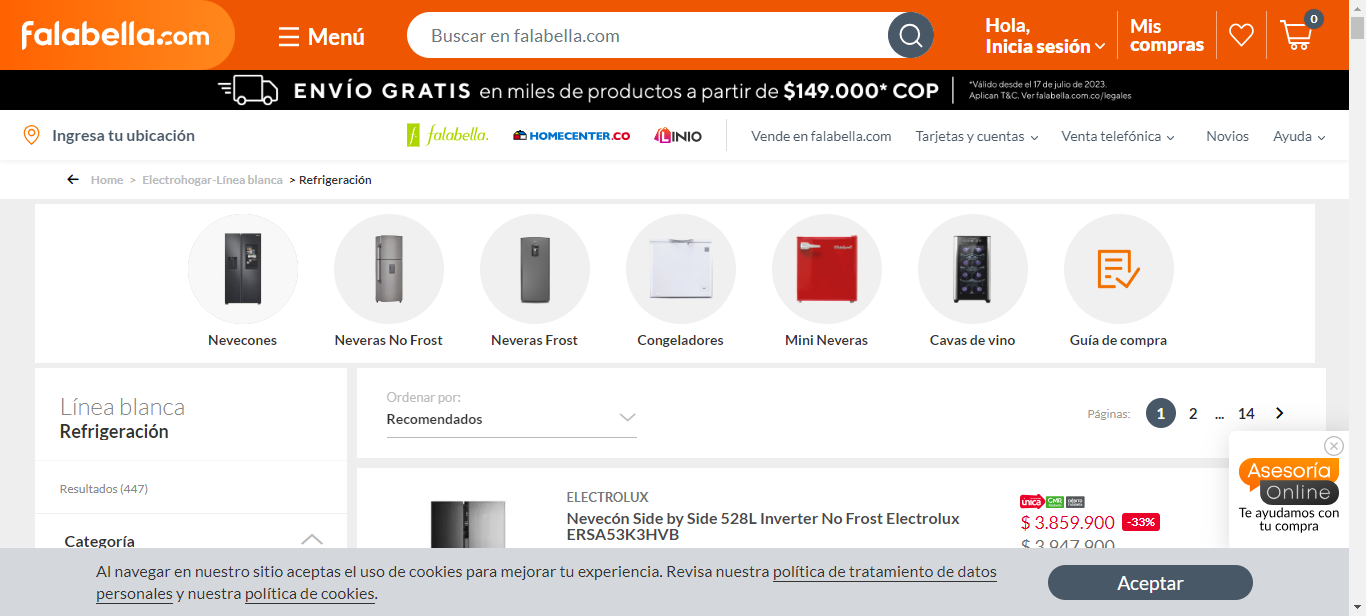 falabella.com
Menú
Buscar en falabella.com
Hola,
Inicia sesión
Mis
compras
0
ENVÍO GRATIS en miles de productos a partir de $149.000* COP
*Válido desde el 17 de julio de 2023.
Aplican T&C. Ver falabella.com.co/legales
Ingresa tu ubicación
f falabella.
HOMECENTER.CO
LINIO
Vende en falabella.com
Tarjetas y cuentas
Venta telefónica
Novios
Ayuda
Home > Electrohogar-Línea blanca > Refrigeración
Nevecones
Neveras No Frost
Neveras Frost
Congeladores
Mini Neveras
Cavas de vino
Guía de compra
Línea blanca
Refrigeración
Resultados (447)
Categoría
Ordenar por:
Recomendados
Páginas:
1 2 ... 14
ELECTROLUX
Nevecón Side by Side 528L Inverter No Frost Electrolux
ERSA53K3HVB
única CMR
$ 3.859.900 -33%
$ 3.947.900
Asesoría
Online
Te ayudamos con
tu compra
Al navegar en nuestro sitio aceptas el uso de cookies para mejorar tu experiencia. Revisa nuestra política de tratamiento de datos
personales y nuestra política de cookies.
Aceptar